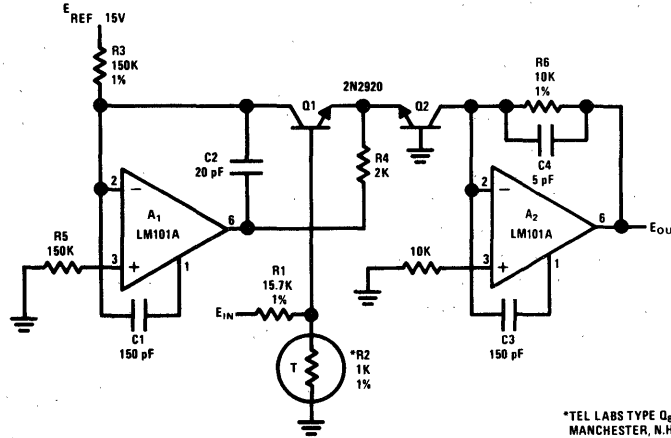 E REF 15V
R3
150K
1%
2N2920
Q1
Q2
R6
10K
1%
C4
5 pF
C2
20 pF
R4
2K
2
A1
LM101A
6
3
1
R5
150K
C1
150 pF
R1
15.7K
1%
EIN
T
*R2
1K
1%
10K
2
A2
LM101A
6
3
1
C3
150 pF
EOU
*TEL LABS TYPE Q
MANCHESTER, N.H